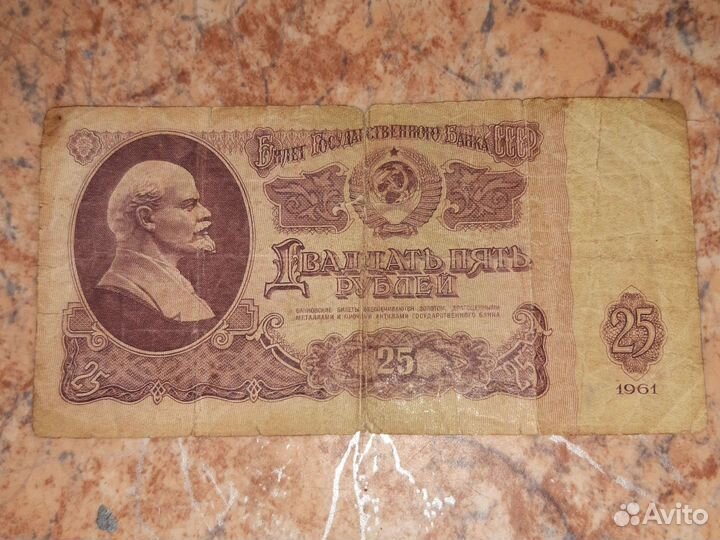 Билет Государственного Банка СССР
Двадцать пять
рублей
БАНКОВСКИЕ БИЛЕТЫ ОБЕСПЕЧИВАЮТСЯ ЗОЛОТОМ, ДРАГОЦЕННЫМИ
МЕТАЛЛАМИ И ПРОЧИМИ АКТИВАМИ ГОСУДАРСТВЕННОГО БАНКА
25
25
25
25
1961
Avito